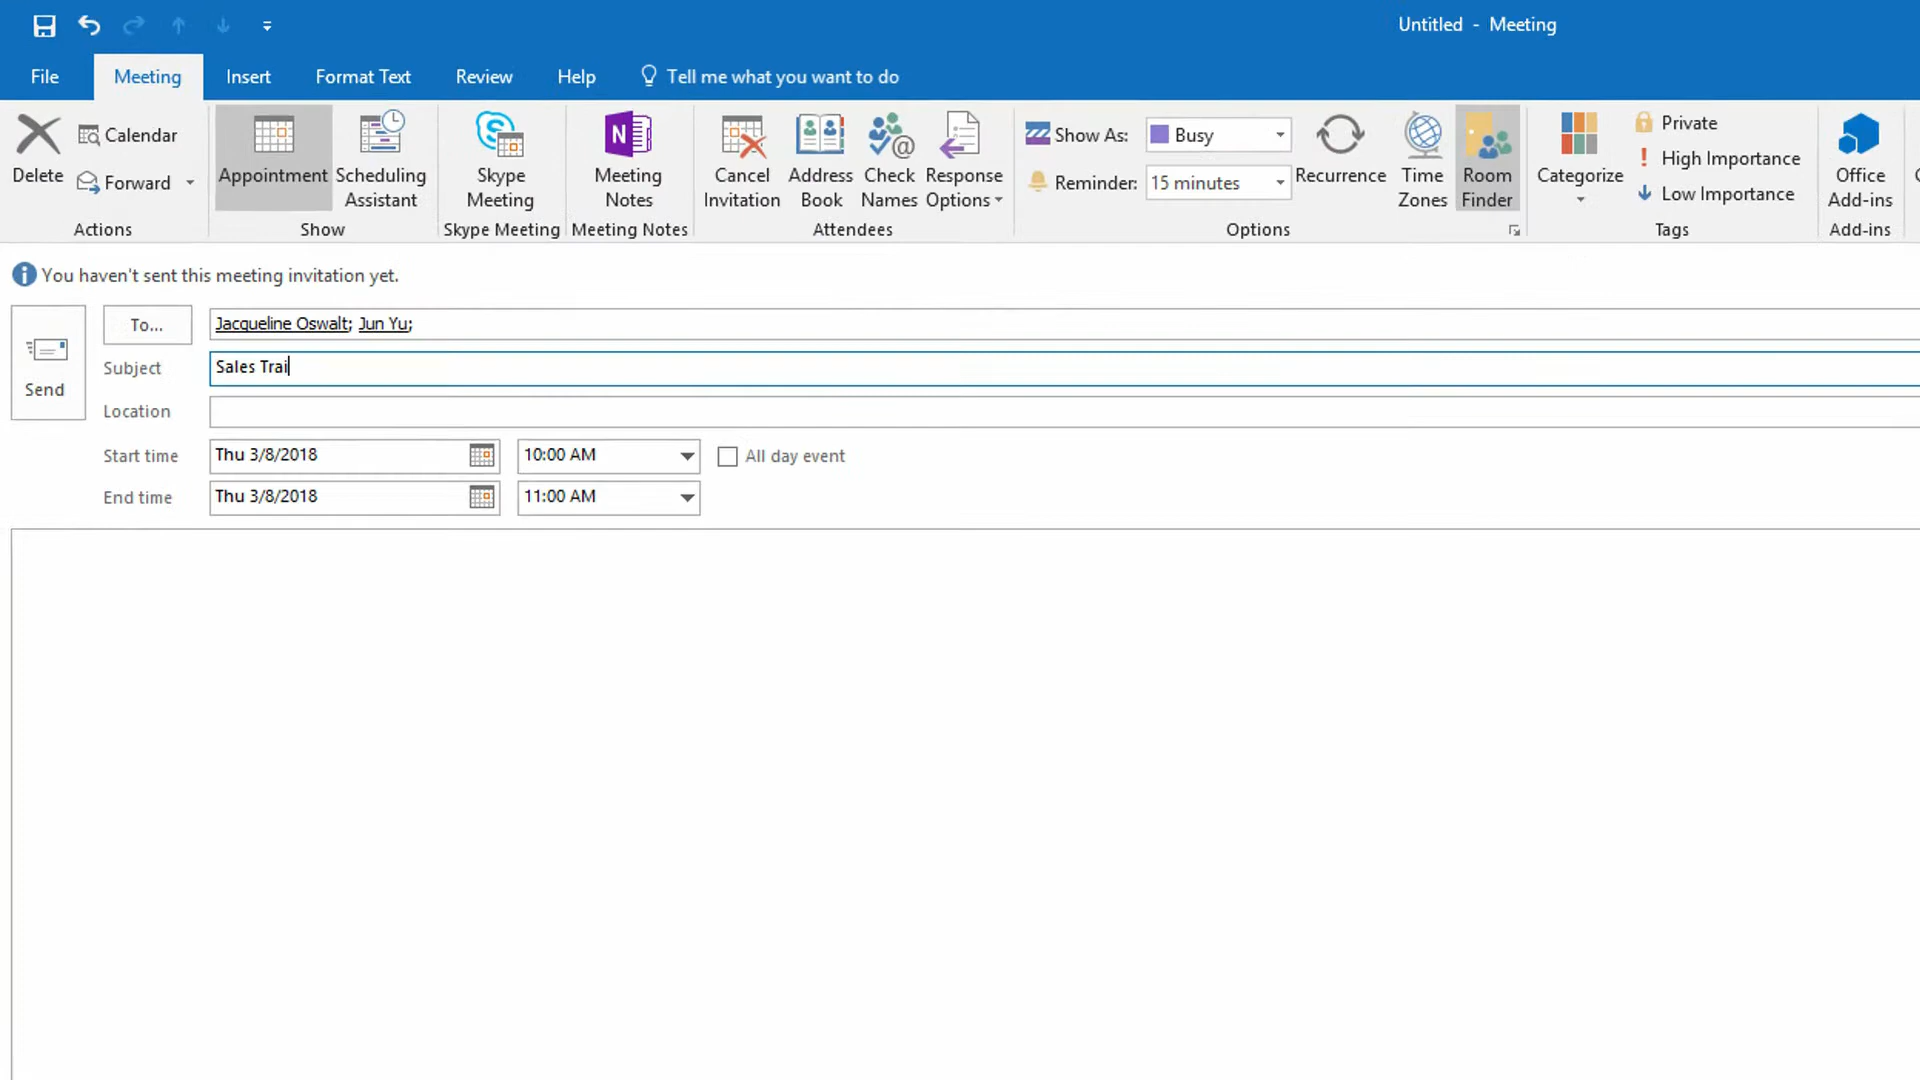 Untitled - Meeting
File Meeting Insert Format Text Review Help Tell me what you want to do
Delete
Calendar
Forward
Actions
Appointment
Scheduling
Assistant
Show
Skype
Meeting
Skype Meeting
N
Meeting
Notes
Meeting Notes
Cancel
Invitation
Address
Book
Check
Names
Response
Options
Attendees
Show As: Busy
Reminder: 15 minutes
Recurrence
Time
Zones
Room
Finder
Options
Categorize
Private
High Importance
Low Importance
Tags
Office
Add-ins
Add-ins
You haven't sent this meeting invitation yet.
Send
To... Jacqueline Oswalt; Jun Yu;
Subject Sales Trai
Location
Start time Thu 3/8/2018 10:00 AM All day event
End time Thu 3/8/2018 11:00 AM